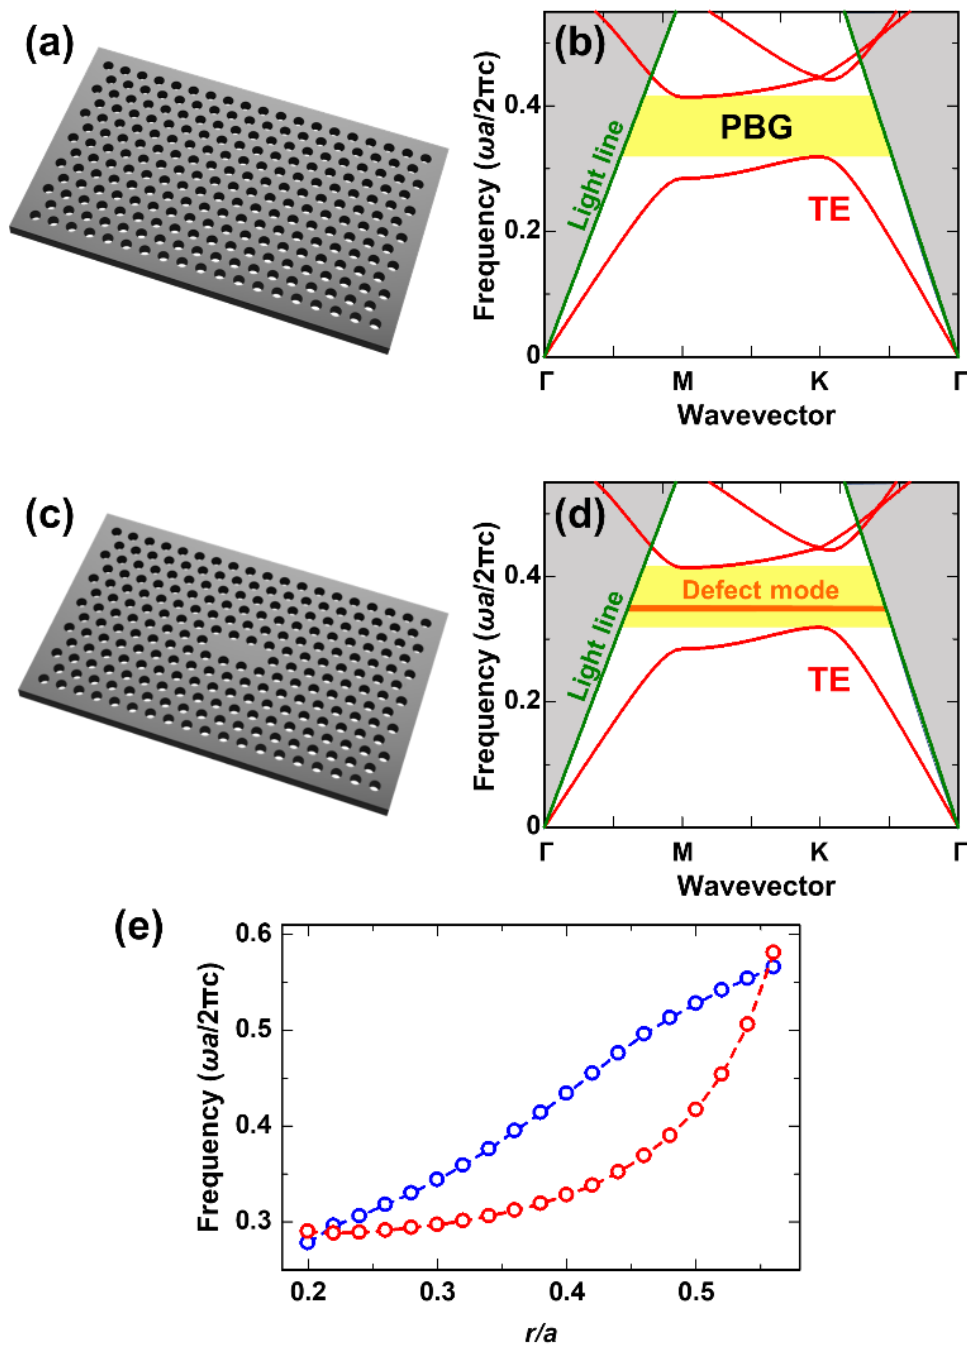 (a)
(b)
Frequency (ωa/2πc)
0.4
0.2
0
Light line
PBG
TE
Γ M K Γ
Wavevector
(c)
(d)
Frequency (ωa/2πc)
0.4
0.2
0
Light line
Defect mode
TE
Γ M K Γ
Wavevector
(e)
Frequency (ωa/2πc)
0.6
0.5
0.4
0.3
0.2 0.3 0.4 0.5
r/a